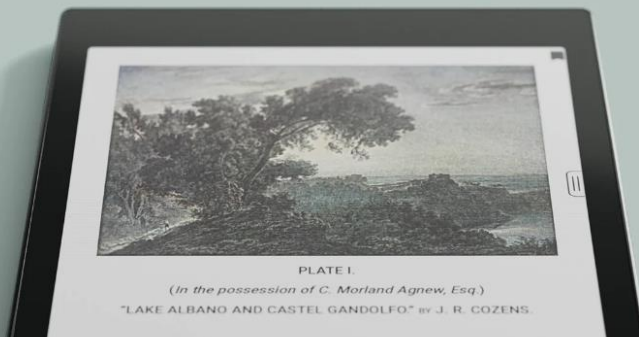 PLATE I.
(In the possession of C. Morland Agnew, Esq.)
"LAKE ALBANO AND CASTEL GANDOLFO." BY J. R. COZENS.